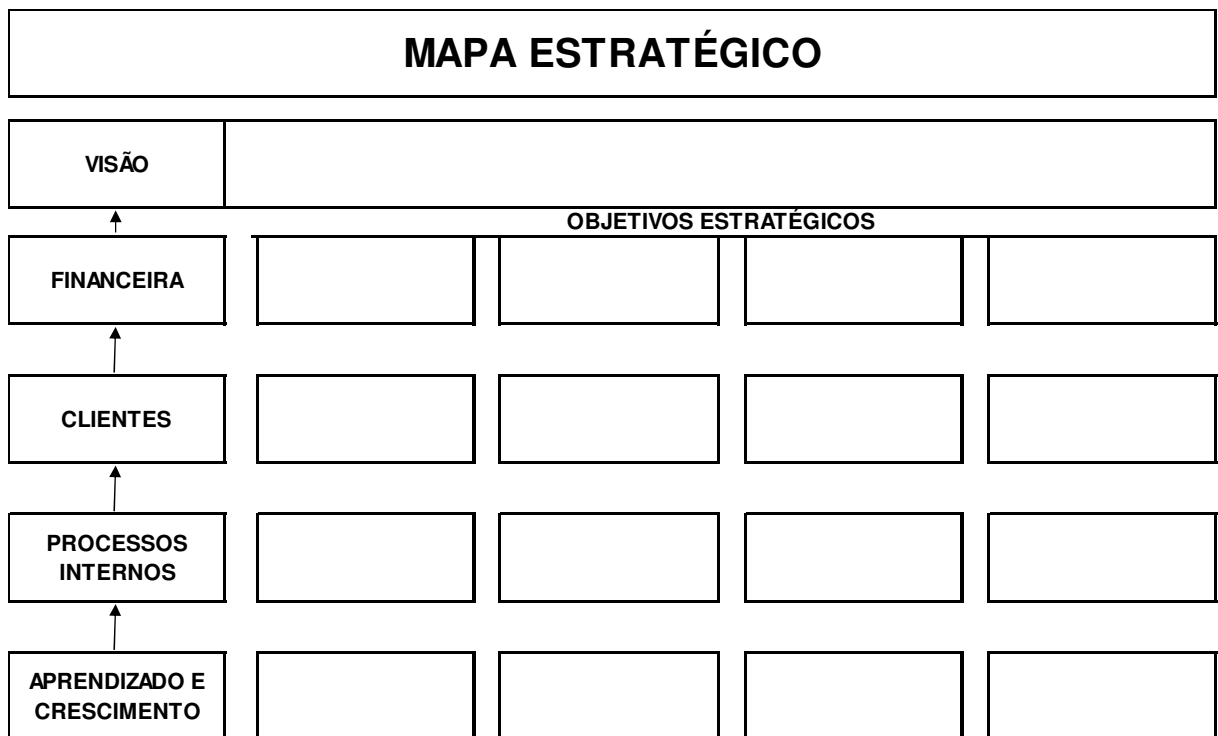 MAPA ESTRATÉGICO
VISÃO
OBJETIVOS ESTRATÉGICOS
FINANCEIRA
CLIENTES
PROCESSOS
INTERNOS
APRENDIZADO E
CRESCIMENTO